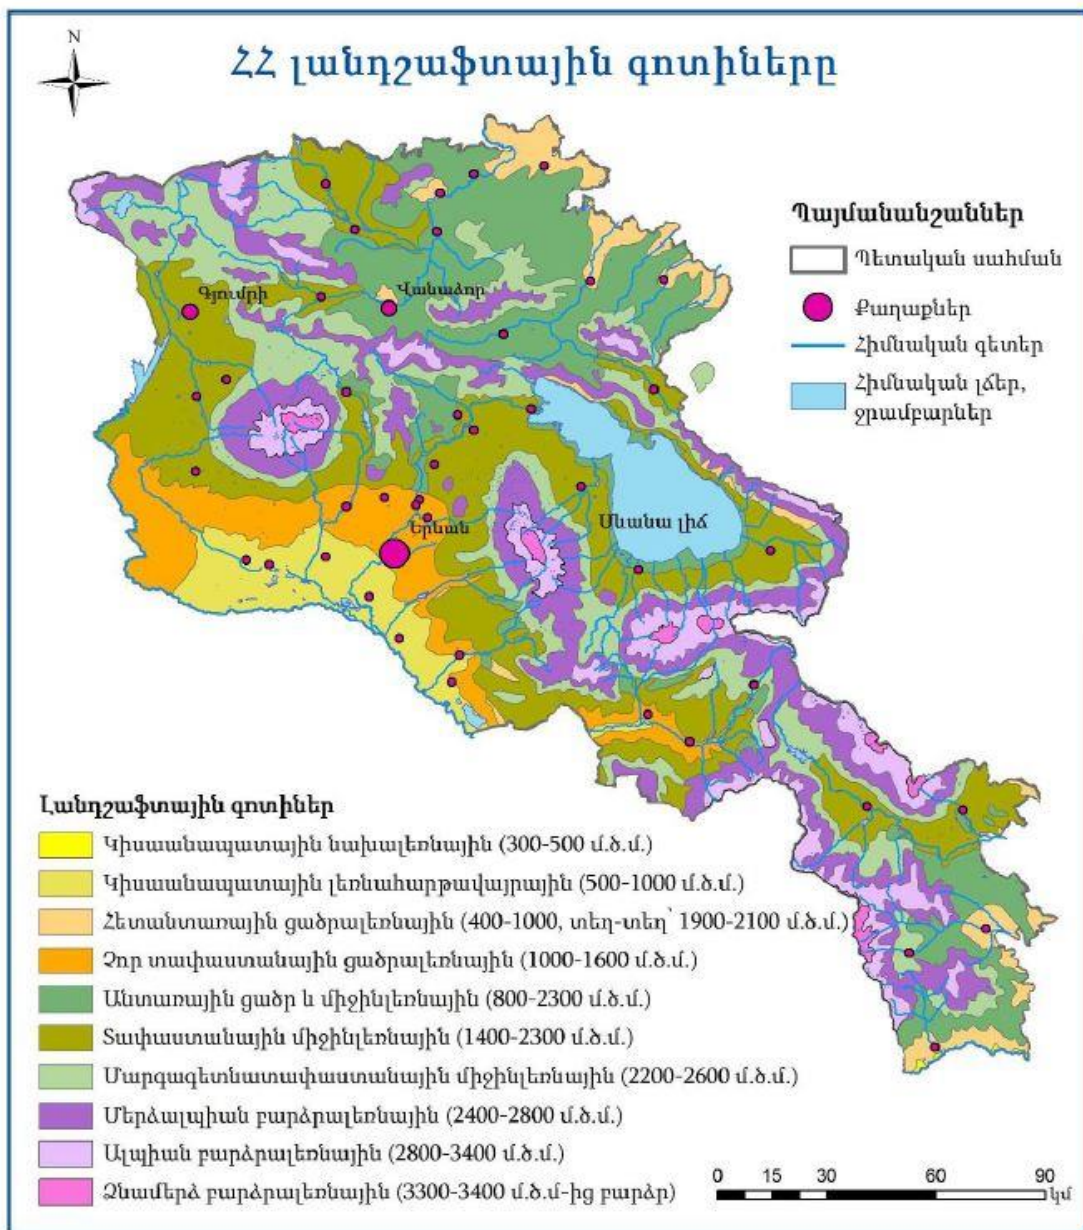 N
ՀՀ լանդշաֆտային գոտիները
Պայմանանշաններ
Պետական սահման
Քաղաքներ
Հիմնական գետեր
Հիմնական լճեր,
ջրամբարներ
Գյումրի
Վանաձոր
Սևանա լիճ
Երևան
Լանդշաֆտային գոտիներ
Կիսաանապատային նախալեռնային (300-500 մ.ծ.մ.)
Կիսաանապատային լեռնահարթավայրային (500-1000 մ.ծ.մ.)
Հետանտառային ցածրալեռնային (400-1000, տեղ-տեղ՝ 1900-2100 մ.ծ.մ.)
Չոր տափաստանային ցածրալեռնային (1000-1600 մ.ծ.մ.)
Անտառային ցածր և միջինլեռնային (800-2300 մ.ծ.մ.)
Տափաստանային միջինլեռնային (1400-2300 մ.ծ.մ.)
Մարգագետնատափաստանային միջինլեռնային (2200-2600 մ.ծ.մ.)
Մերձալպիան բարձրալեռնային (2400-2800 մ.ծ.մ.)
Ալպիան բարձրալեռնային (2800-3400 մ.ծ.մ.)
Ձնամերձ բարձրալեռնային (3300-3400 մ.ծ.մ-ից բարձր)
0 15 30 60 90
կմ